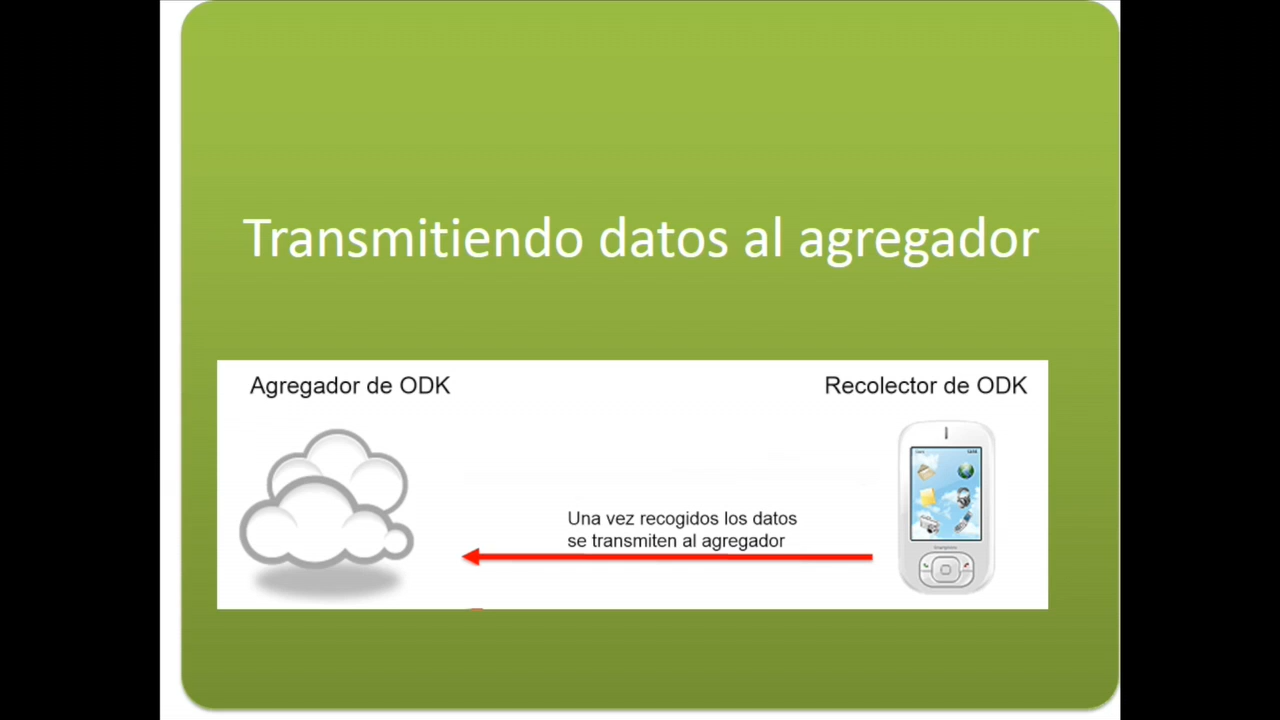 Transmitiendo datos al agregador
Agregador de ODK
Recolector de ODK
Una vez recogidos los datos
se transmiten al agregador